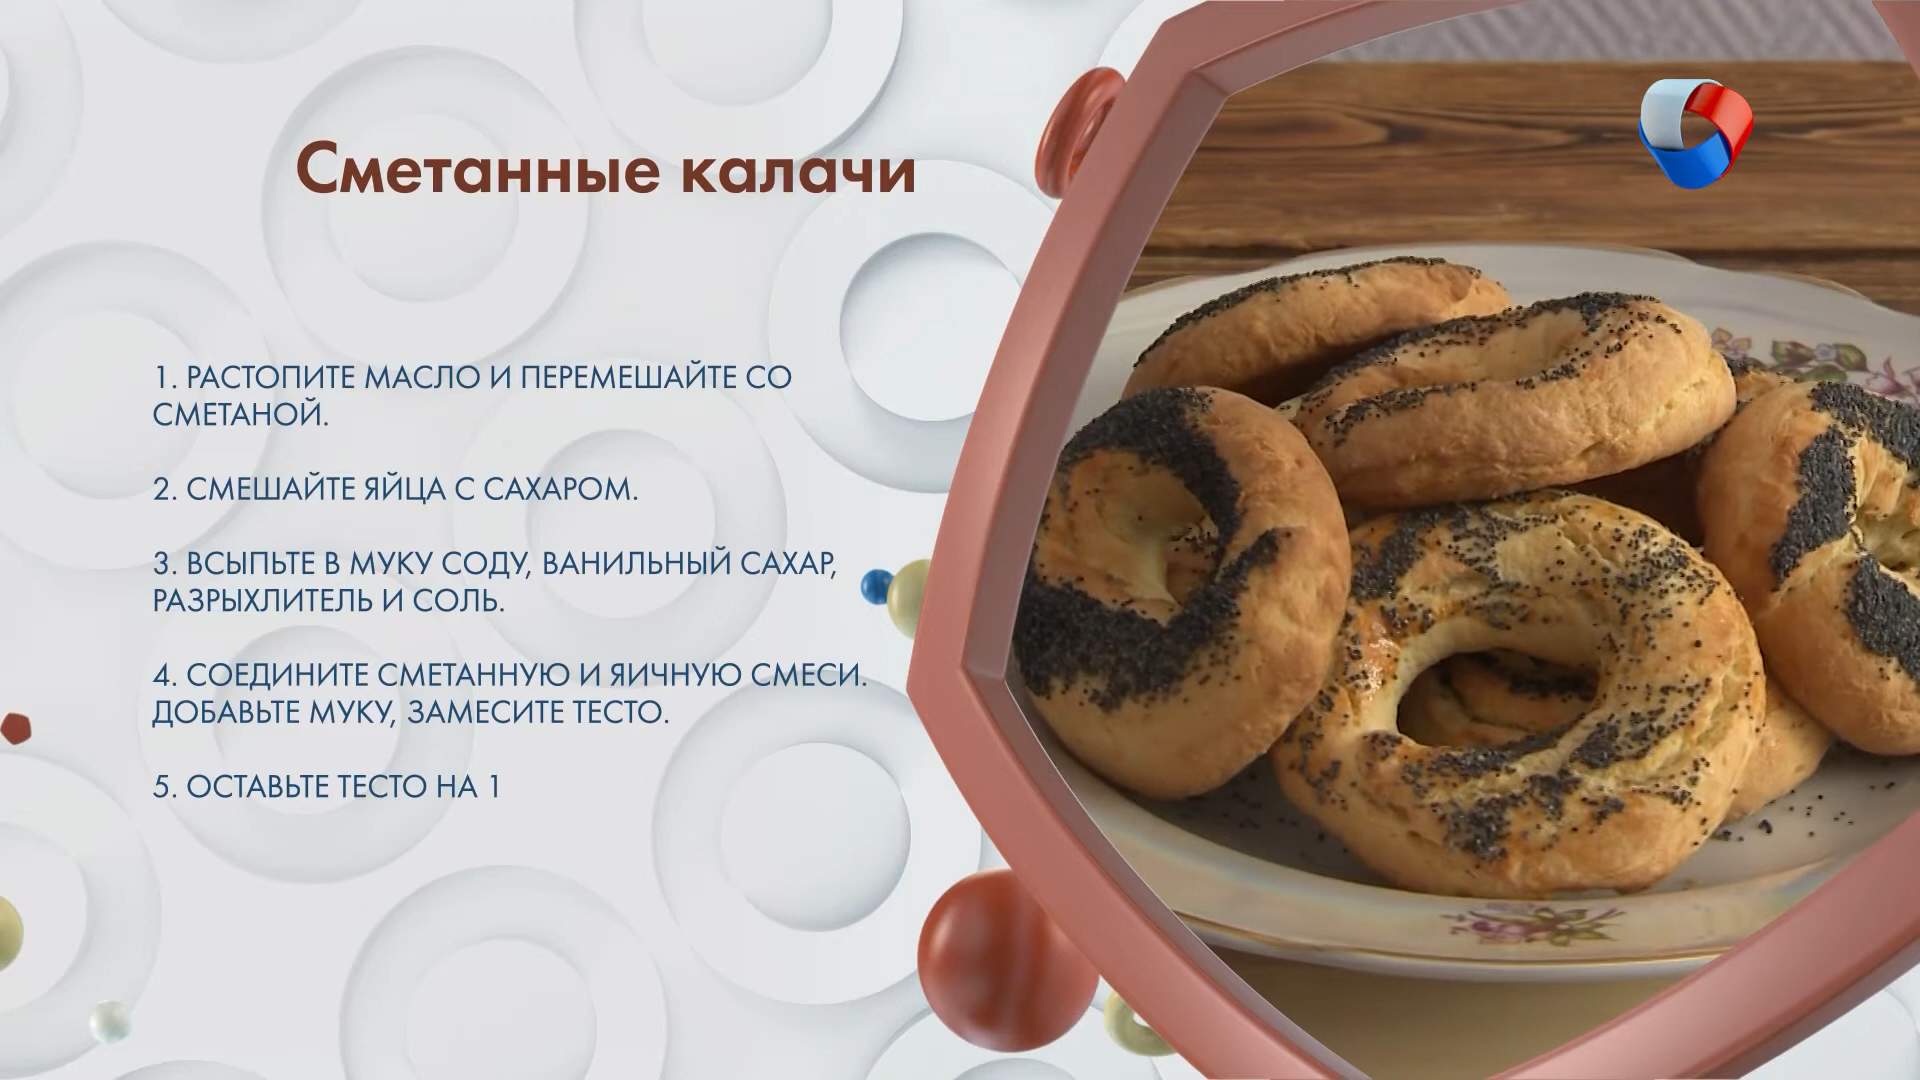 Сметанные калачи
1. РАСТОПИТЕ МАСЛО И ПЕРЕМЕШАЙТЕ СО
СМЕТАНОЙ.
2. СМЕШАЙТЕ ЯЙЦА С САХАРОМ.
3. ВСЫПЬТЕ В МУКУ СОДУ, ВАНИЛЬНЫЙ САХАР,
РАЗРЫХЛИТЕЛЬ И СОЛЬ.
4. СОЕДИНИТЕ СМЕТАННУЮ И ЯИЧНУЮ СМЕСИ.
ДОБАВЬТЕ МУКУ, ЗАМЕСИТЕ ТЕСТО.
5. ОСТАВЬТЕ ТЕСТО НА 1